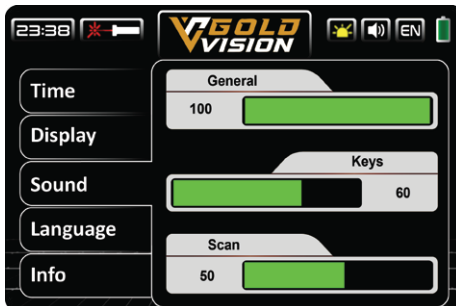 23:38
GOLD
VISION
EN
Time
Display
Sound
Language
Info
General
100
Keys
60
Scan
50